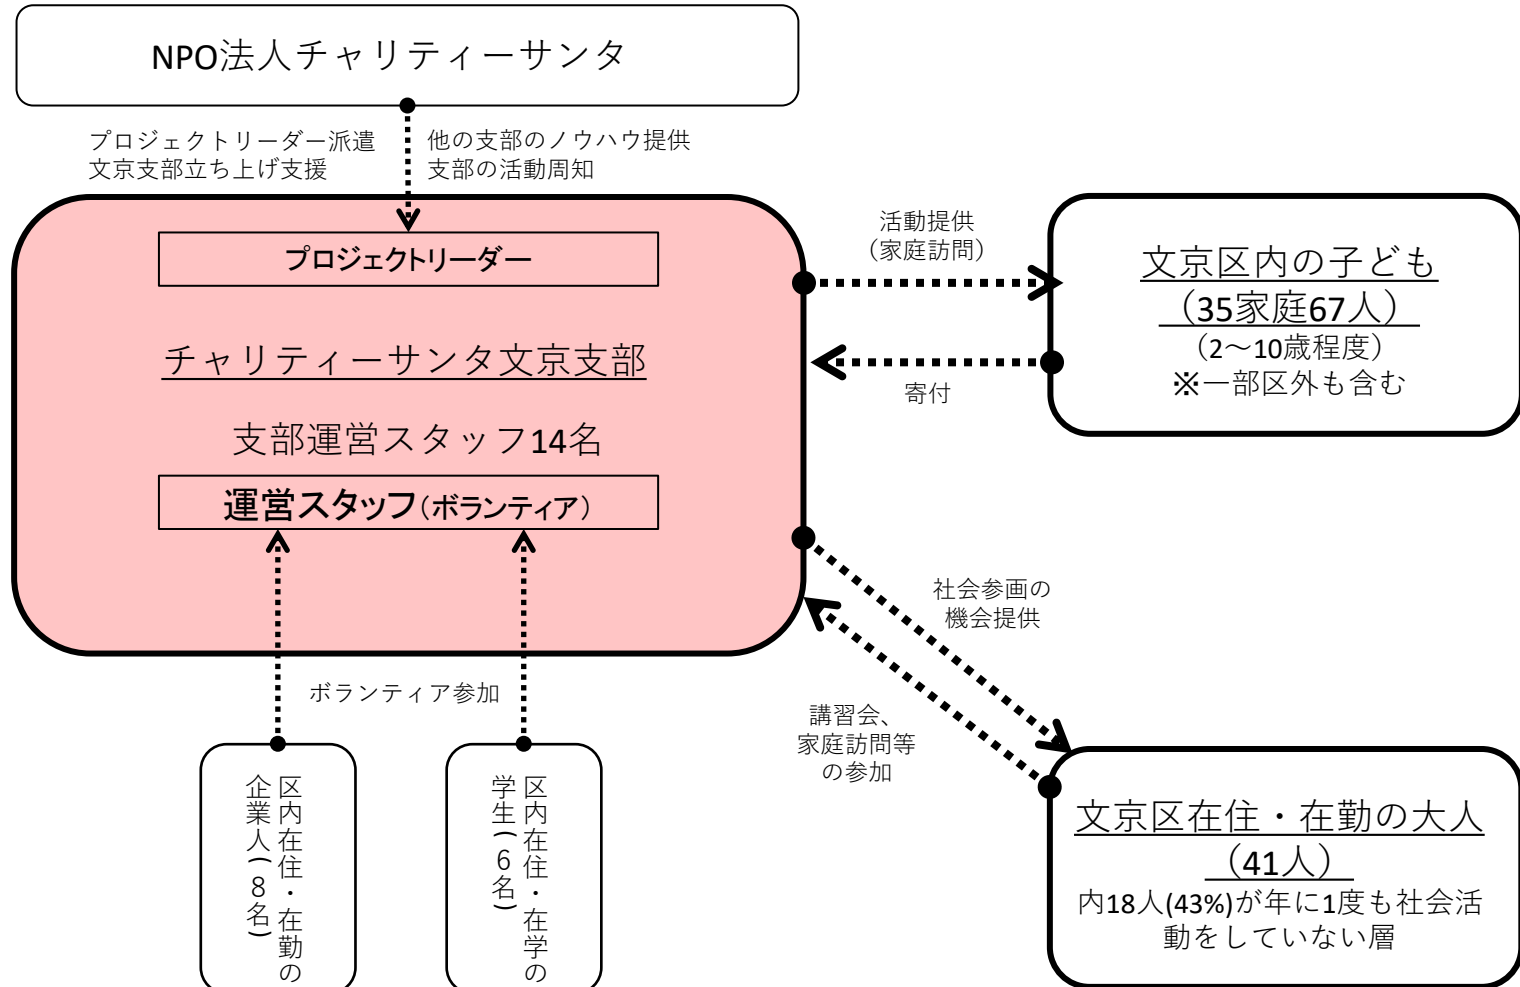 NPO法人チャリティーサンタ
プロジェクトリーダー派遣
文京支部立ち上げ支援
他の支部のノウハウ提供
支部の活動周知
プロジェクトリーダー
チャリティーサンタ文京支部
支部運営スタッフ14名
運営スタッフ(ボランティア)
活動提供
(家庭訪問)
寄付
文京区内の子ども
(35家庭67人)
(2～10歳程度)
※一部区外も含む
社会参画の
機会提供
講習会、
家庭訪問等
の参加
ボランティア参加
区内在住・在勤の
企業人(8名)
区内在住・在学の
学生(6名)
文京区在住・在勤の大人
(41人)
内18人(43%)が年に1度も社会活
動をしていない層